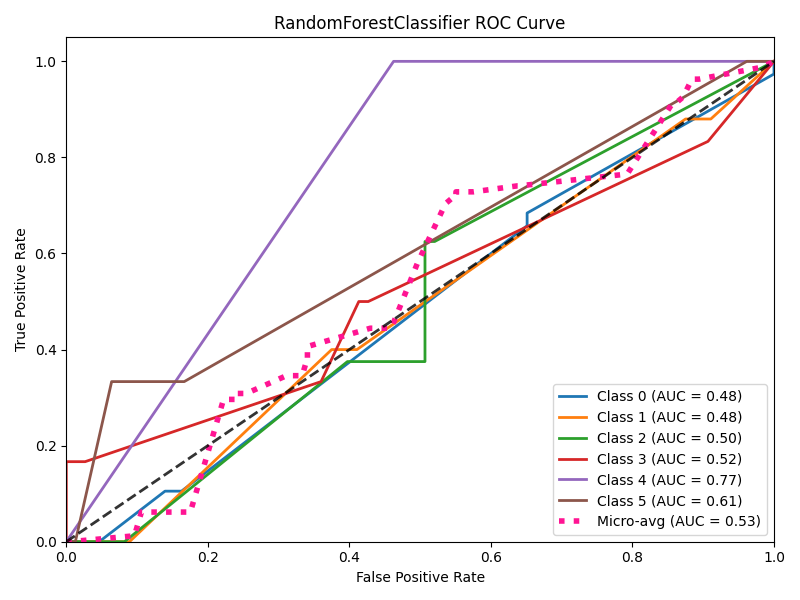 RandomForestClassifier ROC Curve
True Positive Rate
1.0
0.8
0.6
0.4
0.2
0.0
0.0 0.2 0.4 0.6 0.8 1.0
False Positive Rate
Class 0 (AUC = 0.48)
Class 1 (AUC = 0.48)
Class 2 (AUC = 0.50)
Class 3 (AUC = 0.52)
Class 4 (AUC = 0.77)
Class 5 (AUC = 0.61)
Micro-avg (AUC = 0.53)